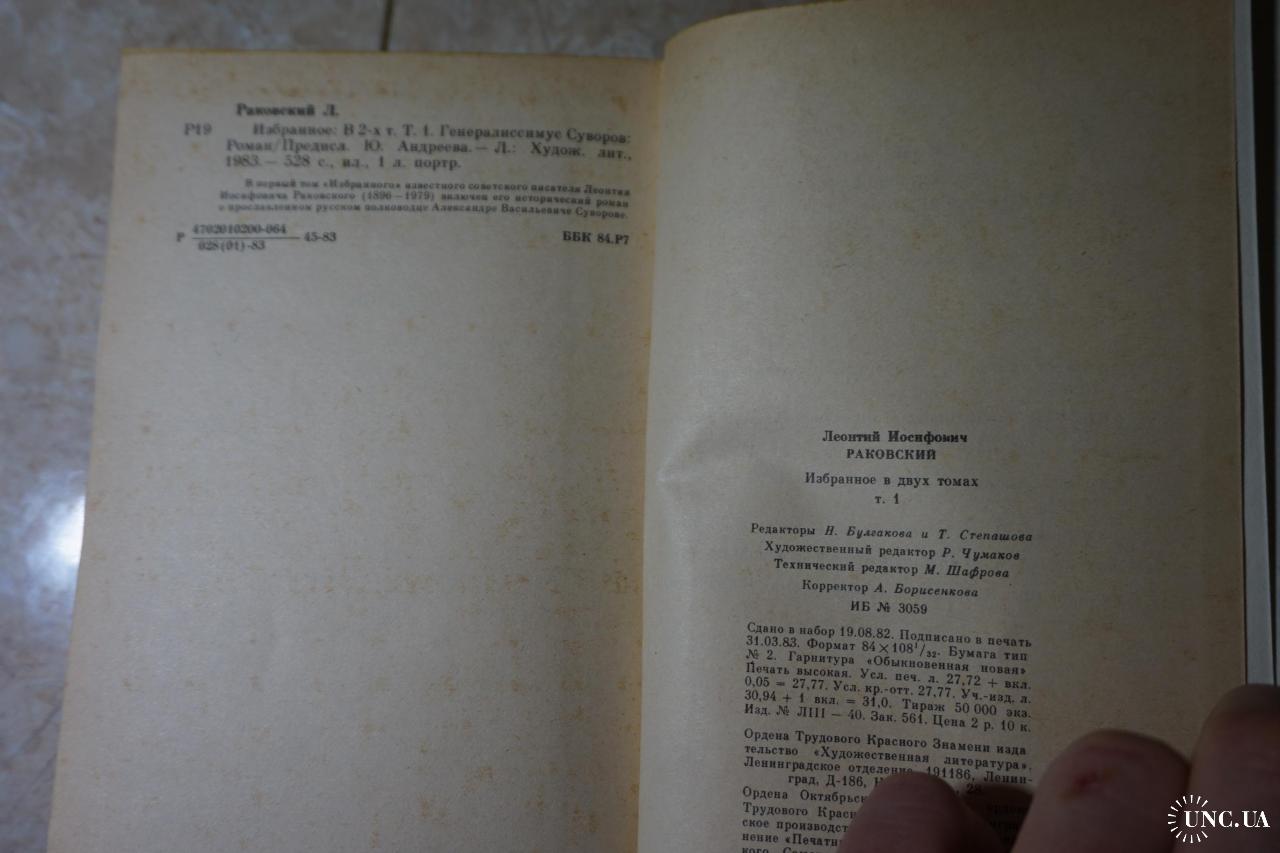 Раковский Л.
Р19 Избранное: В 2-х т. Т. 1. Генералиссимус Суворов:
Роман/Предисл. Ю. Андреева.— Л.: Худож. лит.,
1983.— 528 с., ил., 1 л. портр.
В первый том «Избранного» известного советского писателя Леонтия
Иосифовича Раковского (1896—1979) включен его исторический роман
о прославленном русском полководце Александре Васильевиче Суворове.
Р 4702010200-064 45-83 ББК 84.Р7
028(01)-83
Леонтий Иосифович
РАКОВСКИЙ
Избранное в двух томах
т. 1
Редакторы Н. Булгакова и Т. Степашова
Художественный редактор Р. Чумаков
Технический редактор М. Шафрова
Корректор А. Борисенкова
ИБ № 3059
Сдано в набор 19.08.82. Подписано в печать
31.03.83. Формат 84×108¹/₃₂. Бумага тип
№ 2. Гарнитура «Обыкновенная новая»
Печать высокая. Усл. печ. л. 27,72 + вкл.
0,05 = 27,77. Усл. кр.-отт. 27,77. Уч.-изд. л.
30,94 + 1 вкл. = 31,0. Тираж 50 000 экз.
Изд. № ЛIII — 40. Зак. 561. Цена 2 р. 10 к.
Ордена Трудового Красного Знамени изда
тельство «Художественная литература».
Ленинградское отделение. 191186, Ленин-
град, Д-186, Н
Ордена Октябрьс
Трудового Крас
ское производст
нение «Печатн
UNC.UA